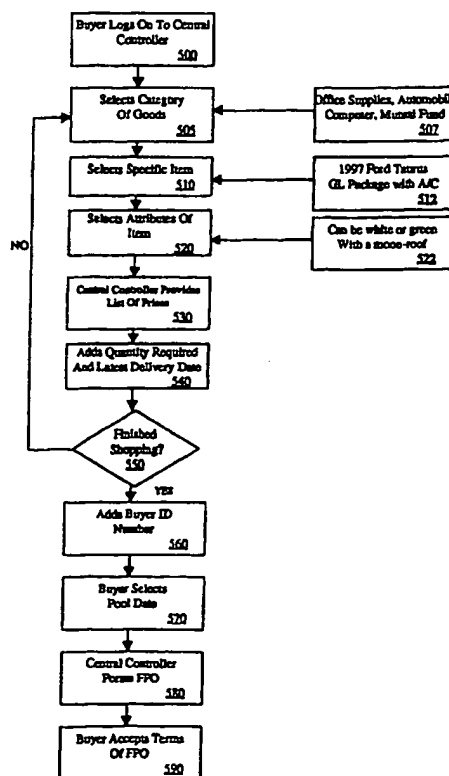 Buyer Logs On To Central
Controller
500
Selects Category
Of Goods
505
Office Supplies, Automobile
Computer, Mutual Fund
507
Selects Specific Item
510
1997 Ford Taurus
GL Package with A/C
512
NO
Selects Attributes Of
Item
520
Can be white or green
With a moon-roof
522
Central Controller Provides
List Of Prices
530
Adds Quantity Required
And Latest Delivery Date
540
Finished
Shopping?
550
YES
Adds Buyer ID
Number
560
Buyer Selects
Pool Date
570
Central Controller
Forms FPO
580
Buyer Accepts Terms
Of FPO
590